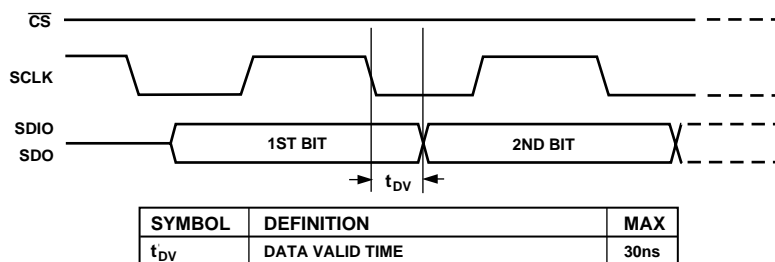 CS
SCLK
SDIO
SDO
1ST BIT
2ND BIT
tDV
SYMBOL DEFINITION MAX
tDV DATA VALID TIME 30ns